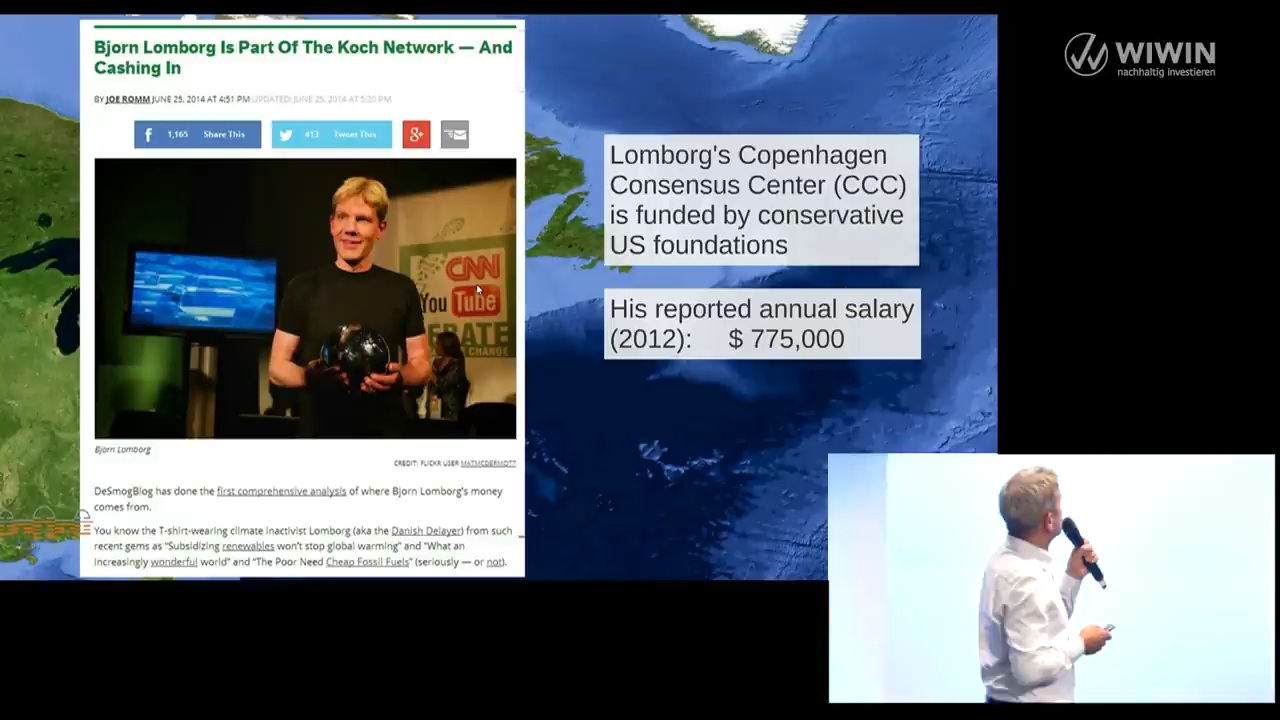 Bjorn Lomborg Is Part Of The Koch Network — And
Cashing In
BY JOE ROMM JUNE 25, 2014 AT 4:51 PM UPDATED: JUNE 25, 2014 AT 5:20 PM
1,165 Share This
413 Tweet This
g+
CNN
You Tube
EBATE
CHANGE
Bjorn Lomborg
CREDIT: FLICKR USER MATMCDERMOTT
DeSmogBlog has done the first comprehensive analysis of where Bjorn Lomborg's money
comes from.
You know the T-shirt-wearing climate inactivist Lomborg (aka the Danish Delayer) from such
recent gems as "Subsidizing renewables won't stop global warming" and "What an
increasingly wonderful world" and "The Poor Need Cheap Fossil Fuels" (seriously — or not).
Lomborg's Copenhagen
Consensus Center (CCC)
is funded by conservative
US foundations
His reported annual salary
(2012): $ 775,000
WIWIN
nachhaltig investieren